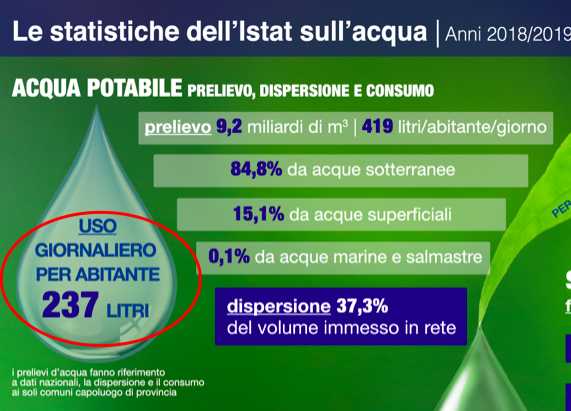 Le statistiche dell'Istat sull'acqua | Anni 2018/2019
ACQUA POTABILE PRELIEVO, DISPERSIONE E CONSUMO
prelievo 9,2 miliardi di m³ | 419 litri/abitante/giorno
84,8% da acque sotterranee
15,1% da acque superficiali
0,1% da acque marine e salmastre
USO
GIORNALIERO
PER ABITANTE
237 LITRI
dispersione 37,3%
del volume immesso in rete
i prelievi d'acqua fanno riferimento
a dati nazionali, la dispersione e il consumo
ai soli comuni capoluogo di provincia
PER